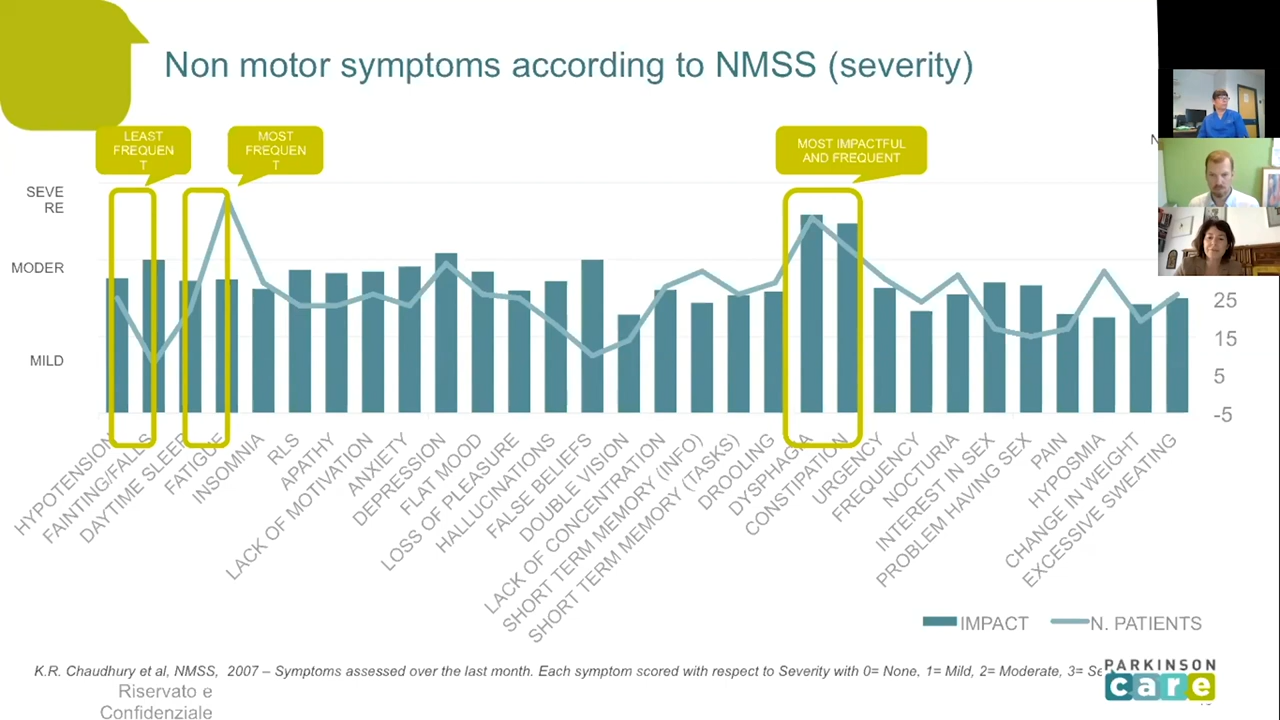 Non motor symptoms according to NMSS (severity)
LEAST
FREQUEN
T
MOST
FREQUEN
T
MOST IMPACTFUL
AND FREQUENT
N
SEVE
RE
MODER
MILD
25
15
5
-5
HYPOTENSION
FAINTING/FALLS
DAYTIME SLEEP
FATIGUE
INSOMNIA
RLS
APATHY
LACK OF MOTIVATION
ANXIETY
DEPRESSION
FLAT MOOD
LOSS OF PLEASURE
HALLUCINATIONS
FALSE BELIEFS
DOUBLE VISION
LACK OF CONCENTRATION
SHORT TERM MEMORY (INFO)
SHORT TERM MEMORY (TASKS)
DROOLING
DYSPHAGIA
CONSTIPATION
URGENCY
FREQUENCY
NOCTURIA
INTEREST IN SEX
PROBLEM HAVING SEX
PAIN
HYPOSMIA
CHANGE IN WEIGHT
EXCESSIVE SWEATING
IMPACT
N. PATIENTS
K.R. Chaudhury et al, NMSS, 2007 – Symptoms assessed over the last month. Each symptom scored with respect to Severity with 0= None, 1= Mild, 2= Moderate, 3= Se
PARKINSON
care
Riservato e
Confidenziale